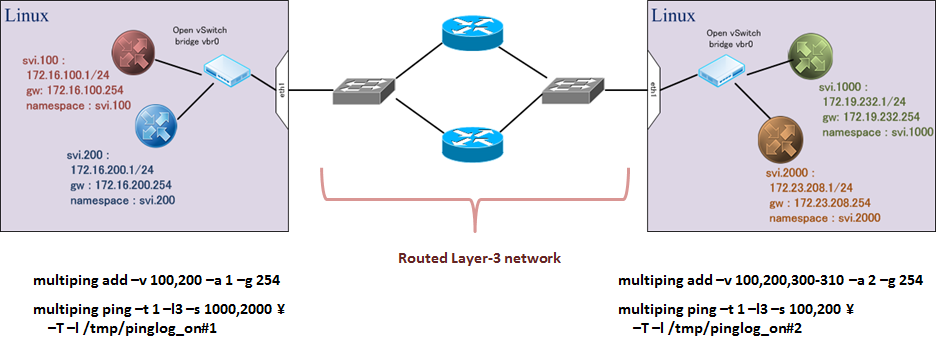 Linux
Open vSwitch
bridge vbr0
svi.100 :
172.16.100.1/24
gw: 172.16.100.254
namespace : svi.100
svi.200 :
172.16.200.1/24
gw : 172.16.200.254
namespace : svi.200
eth1
Routed Layer-3 network
eth1
Linux
Open vSwitch
bridge vbr0
svi.1000 :
172.19.232.1/24
gw: 172.19.232.254
namespace : svi.1000
svi.2000 :
172.23.208.1/24
gw : 172.23.208.254
namespace : svi.2000
multiping add –v 100,200 –a 1 –g 254
multiping ping –t 1 –l3 –s 1000,2000 ¥
–T –l /tmp/pinglog_on#1
multiping add –v 100,200,300-310 –a 2 –g 254
multiping ping –t 1 –l3 –s 100,200 ¥
–T –l /tmp/pinglog_on#2